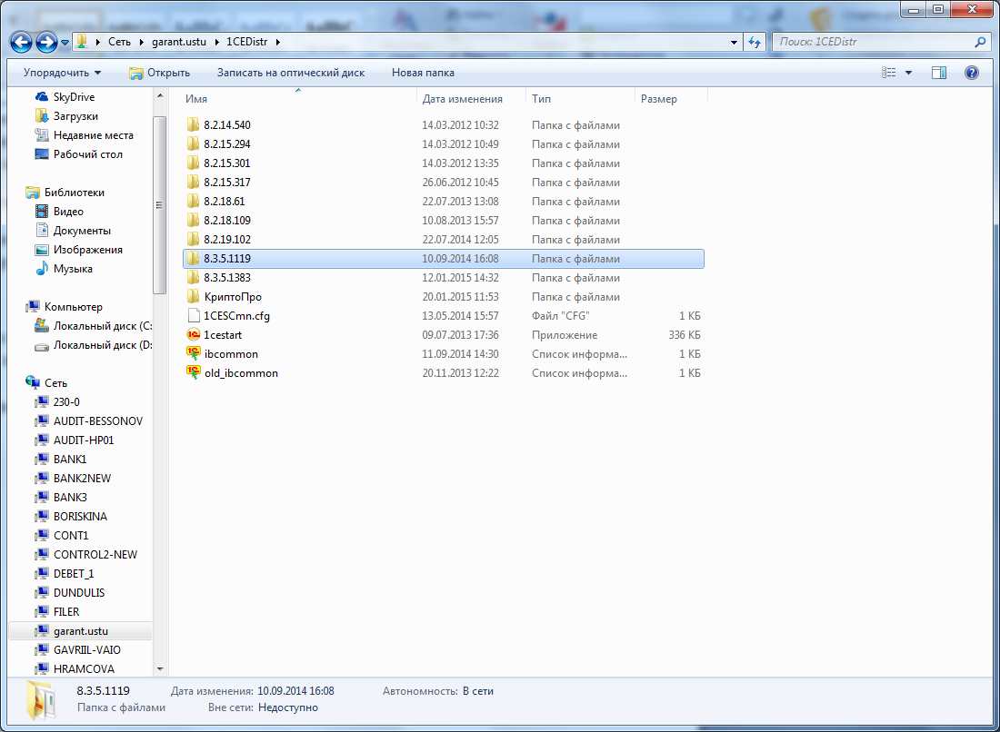 Сеть garant.ustu 1CEDistr
Поиск: 1CEDistr
Упорядочить Открыть Записать на оптический диск Новая папка
SkyDrive
Загрузки
Недавние места
Рабочий стол
Библиотеки
Видео
Документы
Изображения
Музыка
Компьютер
Локальный диск (C:
Локальный диск (D:
Сеть
230-0
AUDIT-BESSONOV
AUDIT-HP01
BANK1
BANK2NEW
BANK3
BORISKINA
CONT1
CONTROL2-NEW
DEBET_1
DUNDULIS
FILER
garant.ustu
GAVRIIL-VAIO
HRAMCOVA
Имя Дата изменения Тип Размер
8.2.14.540 14.03.2012 10:32 Папка с файлами
8.2.15.294 14.03.2012 10:49 Папка с файлами
8.2.15.301 14.03.2012 13:35 Папка с файлами
8.2.15.317 26.06.2012 10:45 Папка с файлами
8.2.18.61 22.07.2013 13:08 Папка с файлами
8.2.18.109 10.08.2013 15:57 Папка с файлами
8.2.19.102 22.07.2014 12:05 Папка с файлами
8.3.5.1119 10.09.2014 16:08 Папка с файлами
8.3.5.1383 12.01.2015 14:32 Папка с файлами
КриптоПро 20.01.2015 11:53 Папка с файлами
1CESCmn.cfg 13.05.2014 15:57 Файл "CFG" 1 КБ
1cestart 09.07.2013 17:36 Приложение 336 КБ
ibcommon 11.09.2014 14:30 Список информа... 1 КБ
old_ibcommon 20.11.2013 12:22 Список информа... 1 КБ
8.3.5.1119 Дата изменения: 10.09.2014 16:08 Автономность: В сети
Папка с файлами Вне сети: Недоступно